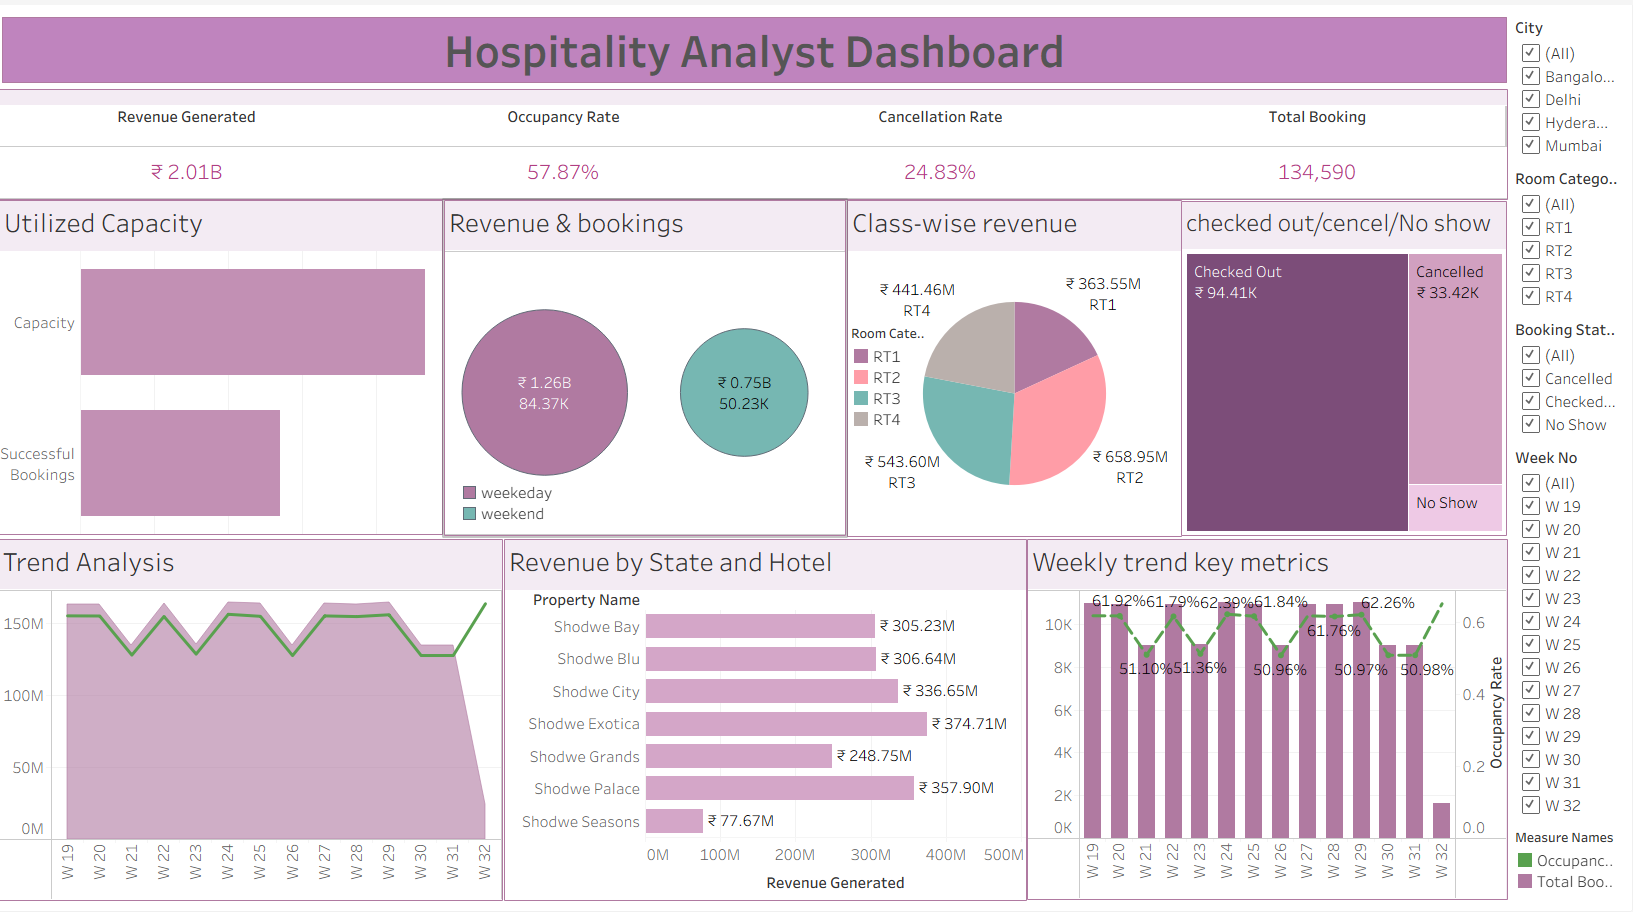 Hospitality Analyst Dashboard
Revenue Generated
Occupancy Rate
Cancellation Rate
Total Booking
₹ 2.01B
57.87%
24.83%
134,590
Utilized Capacity
Capacity
Successful
Bookings
Revenue & bookings
₹ 1.26B
84.37K
₹ 0.75B
50.23K
weekeday
weekend
Class-wise revenue
₹ 441.46M
RT4
₹ 363.55M
RT1
Room Cate..
RT1
RT2
RT3
RT4
₹ 543.60M
RT3
₹ 658.95M
RT2
checked out/cencel/No show
Checked Out
₹ 94.41K
Cancelled
₹ 33.42K
No Show
Trend Analysis
150M
100M
50M
0M
W 19
W 20
W 21
W 22
W 23
W 24
W 25
W 26
W 27
W 28
W 29
W 30
W 31
W 32
Revenue by State and Hotel
Property Name
Shodwe Bay
₹ 305.23M
Shodwe Blu
₹ 306.64M
Shodwe City
₹ 336.65M
Shodwe Exotica
₹ 374.71M
Shodwe Grands
₹ 248.75M
Shodwe Palace
₹ 357.90M
Shodwe Seasons
₹ 77.67M
0M
100M
200M
300M
400M
500M
Revenue Generated
Weekly trend key metrics
10K
8K
6K
4K
2K
0K
61.92%
61.79%
62.39%
61.84%
62.26%
61.76%
51.10%
51.36%
50.96%
50.97%
50.98%
0.6
0.4
0.2
0.0
Occupancy Rate
W 19
W 20
W 21
W 22
W 23
W 24
W 25
W 26
W 27
W 28
W 29
W 30
W 31
W 32
City
(All)
Bangalo...
Delhi
Hydera...
Mumbai
Room Catego..
(All)
RT1
RT2
RT3
RT4
Booking Stat..
(All)
Cancelled
Checked...
No Show
Week No
(All)
W 19
W 20
W 21
W 22
W 23
W 24
W 25
W 26
W 27
W 28
W 29
W 30
W 31
W 32
Measure Names
Occupanc..
Total Boo..